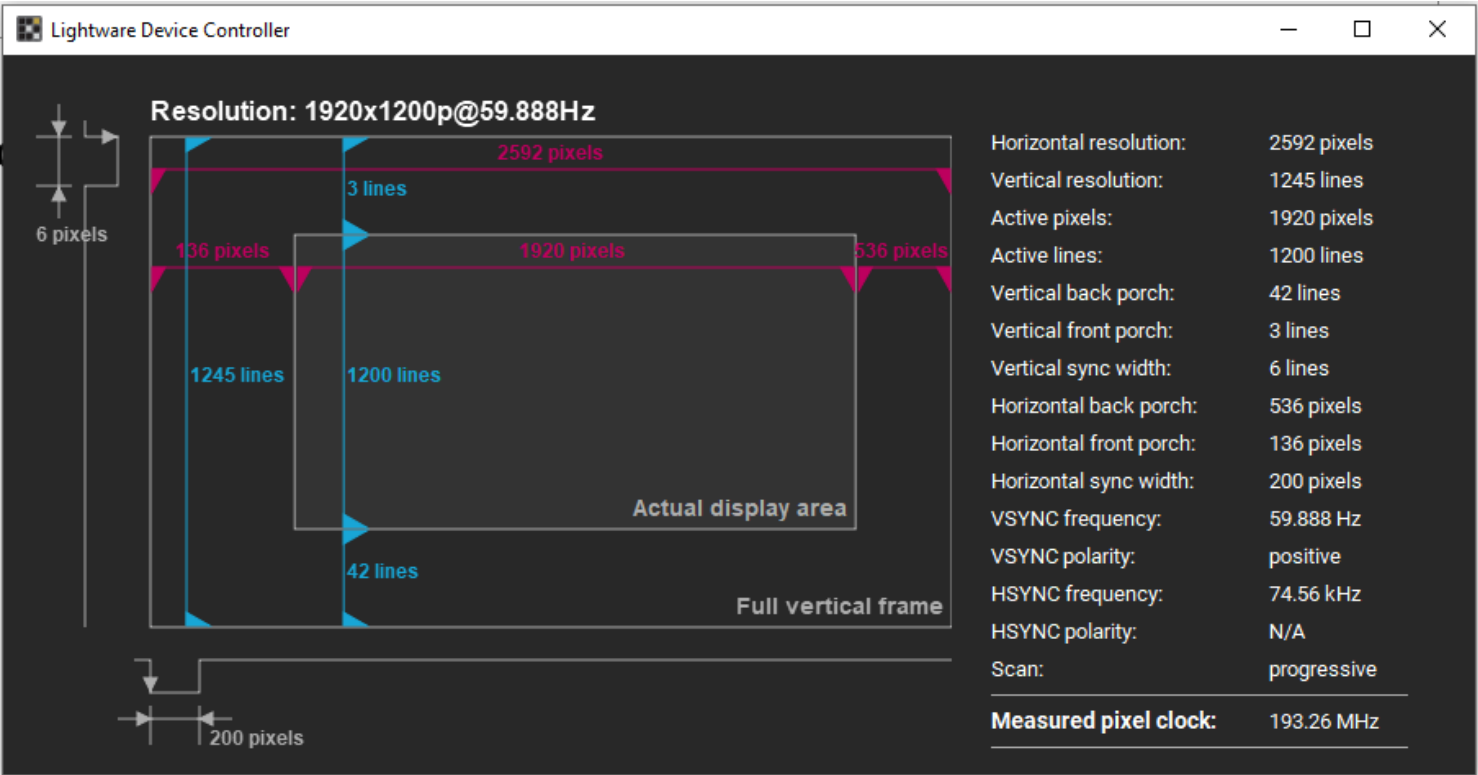 Lightware Device Controller
Resolution: 1920x1200p@59.888Hz
2592 pixels
3 lines
6 pixels
136 pixels
1920 pixels
536 pixels
1245 lines
1200 lines
Actual display area
42 lines
Full vertical frame
200 pixels
Horizontal resolution: 2592 pixels
Vertical resolution: 1245 lines
Active pixels: 1920 pixels
Active lines: 1200 lines
Vertical back porch: 42 lines
Vertical front porch: 3 lines
Vertical sync width: 6 lines
Horizontal back porch: 536 pixels
Horizontal front porch: 136 pixels
Horizontal sync width: 200 pixels
VSYNC frequency: 59.888 Hz
VSYNC polarity: positive
HSYNC frequency: 74.56 kHz
HSYNC polarity: N/A
Scan: progressive
Measured pixel clock: 193.26 MHz